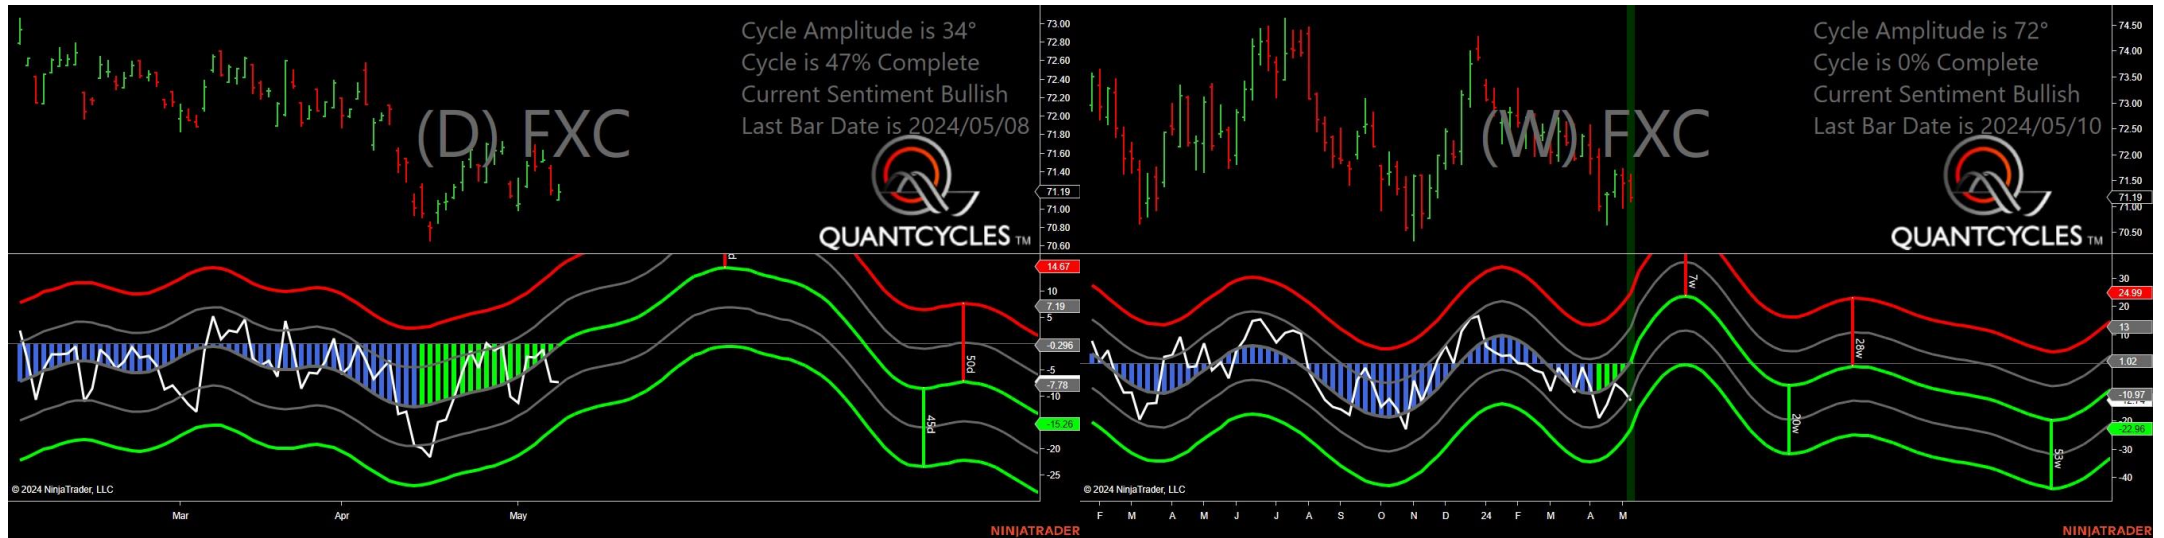 Cycle Amplitude is 34°
Cycle is 47% Complete
Current Sentiment Bullish
Last Bar Date is 2024/05/08
(D) FXC
QUANTCYCLES TM
73.00
72.80
72.60
72.40
72.20
72.00
71.80
71.60
71.40
71.19
71.00
70.80
70.60
d
50d
45d
14.67
10
7.19
5
-0.296
-5
-7.78
-10
-15.26
-20
-25
© 2024 NinjaTrader, LLC
Mar
Apr
May
NINJATRADER
Cycle Amplitude is 72°
Cycle is 0% Complete
Current Sentiment Bullish
Last Bar Date is 2024/05/10
(W) FXC
QUANTCYCLES TM
74.50
74.00
73.50
73.00
72.50
72.00
71.50
71.19
71.00
70.50
7w
28w
20w
53w
30
24.99
20
13
10
1.02
-10.97
-20
-22.96
-30
-40
© 2024 NinjaTrader, LLC
F M A M J J A S O N D 24 F M A M
NINJATRADER